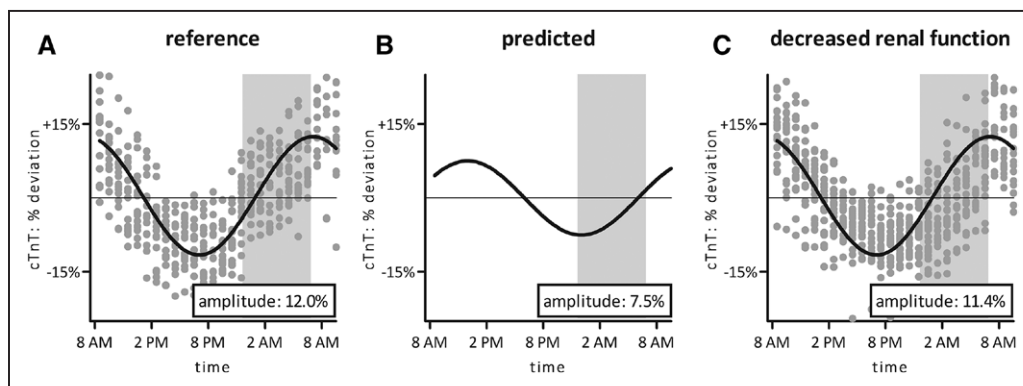 A
reference
cTnT: % deviation
+15%
-15%
amplitude: 12.0%
8 AM 2 PM 8 PM 2 AM 8 AM
time
B
predicted
cTnT: % deviation
+15%
-15%
amplitude: 7.5%
8 AM 2 PM 8 PM 2 AM 8 AM
time
C
decreased renal function
cTnT: % deviation
+15%
-15%
amplitude: 11.4%
8 AM 2 PM 8 PM 2 AM 8 AM
time